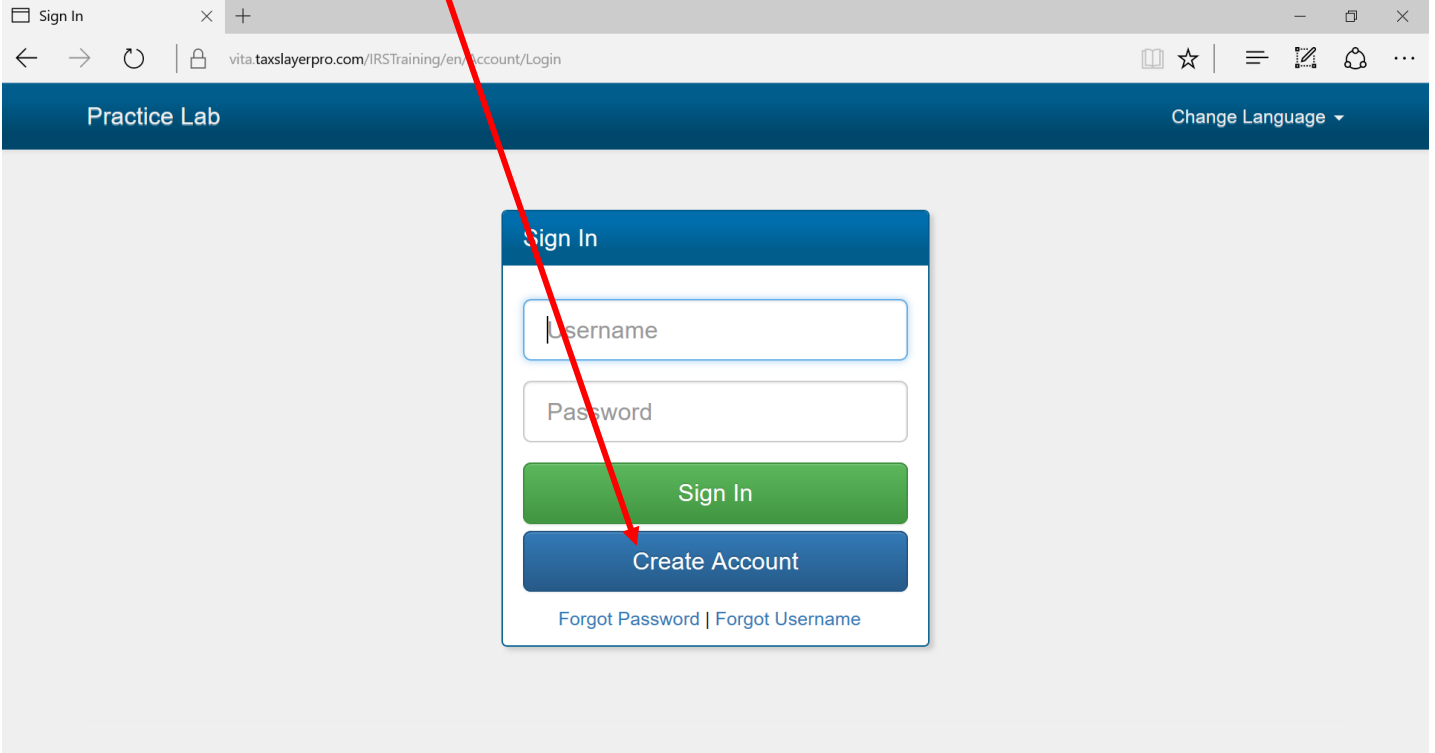 Sign In
vita.taxslayerpro.com/IRSTraining/en/Account/Login
Practice Lab
Change Language
Sign In
Username
Password
Sign In
Create Account
Forgot Password | Forgot Username